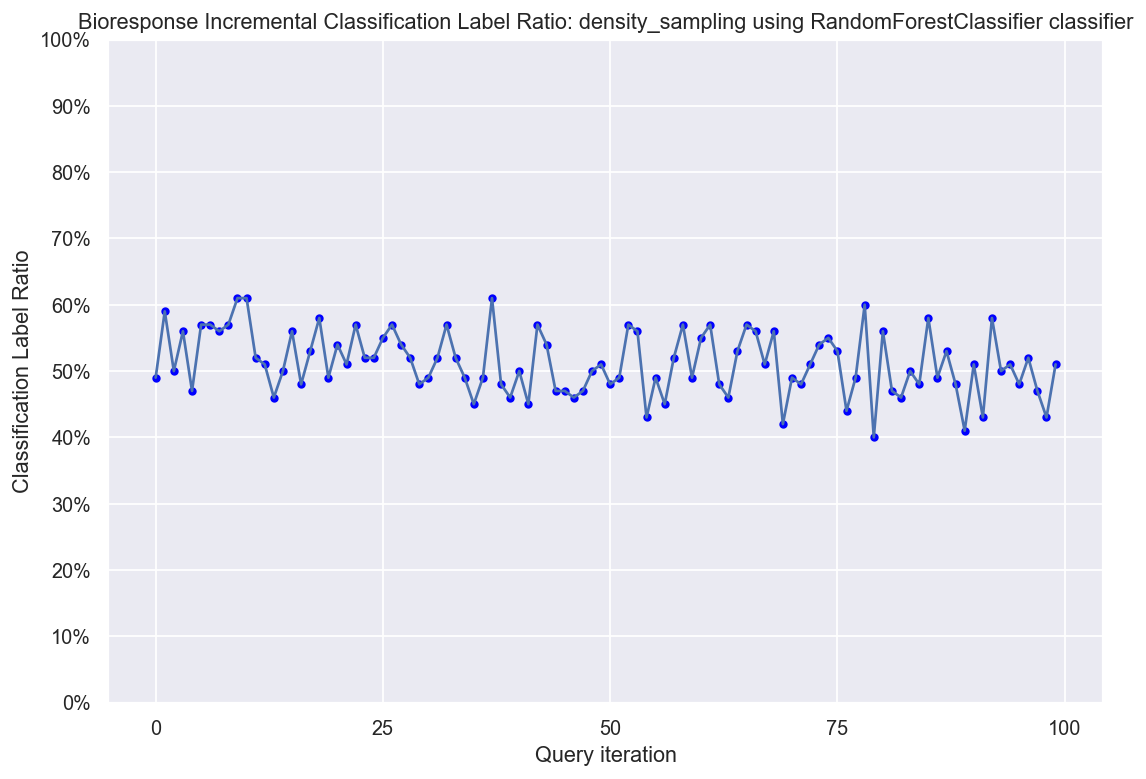 Bioresponse Incremental Classification Label Ratio: density_sampling using RandomForestClassifier classifier
100%
90%
80%
70%
60%
50%
40%
30%
20%
10%
0%
Classification Label Ratio
0 25 50 75 100
Query iteration